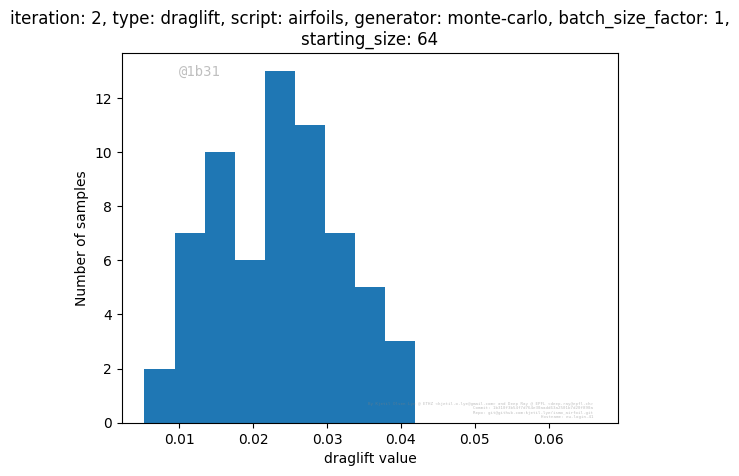 iteration: 2, type: draglift, script: airfoils, generator: monte-carlo, batch_size_factor: 1,
starting_size: 64
@1b31
12
10
8
6
4
2
0
Number of samples
0.01 0.02 0.03 0.04 0.05 0.06
draglift value